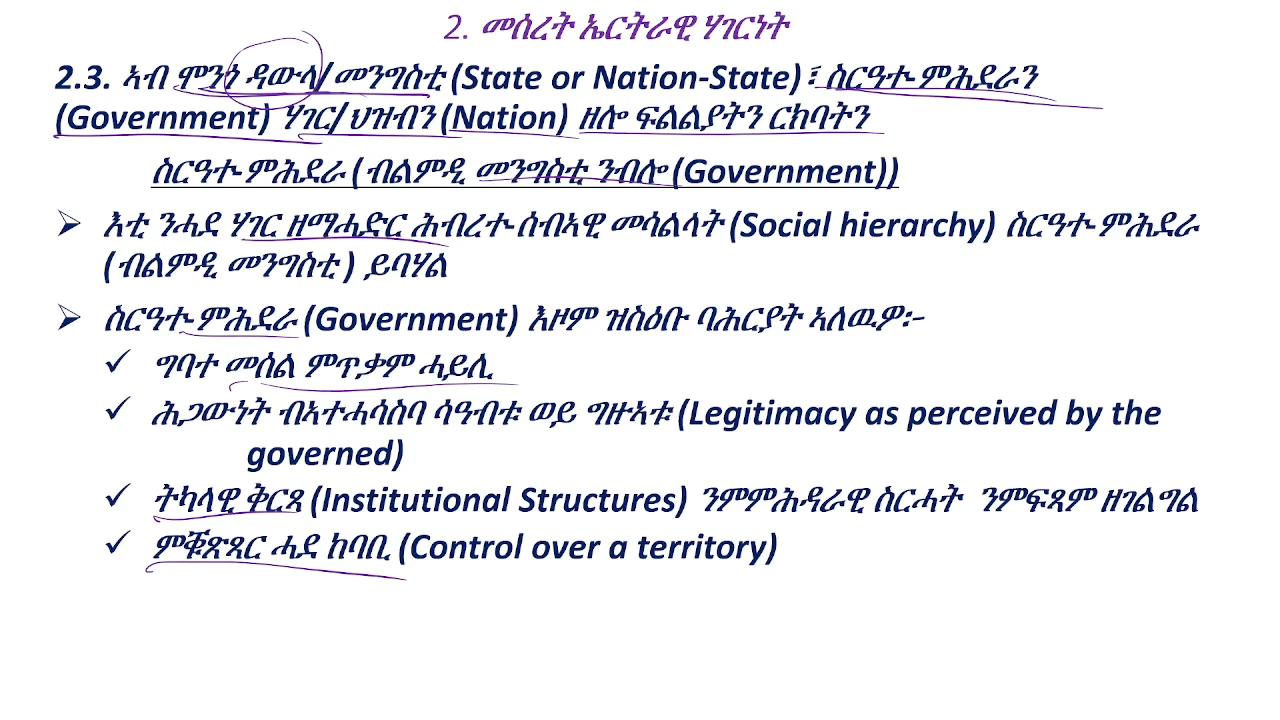 2. መሰረት ኤርትራዊ ሃገርነት
2.3. ኣብ ሞንጎ ዳውላ/መንግስቲ (State or Nation-State) ፣ ስርዓተ-ምሕደራን
(Government) ሃገር/ህዝብን (Nation) ዘሎ ፍልልያትን ርክባትን
ስርዓተ-ምሕደራ (ብልምዲ መንግስቲ ንብሎ (Government))
➢ እቲ ንሓደ ሃገር ዘማሓድር ሕብረተ-ሰብኣዊ መሳልላት (Social hierarchy) ስርዓተ-ምሕደራ
(ብልምዲ መንግስቲ ) ይባሃል
➢ ስርዓተ-ምሕደራ (Government) እዞም ዝስዕቡ ባሕርያት ኣለዉዎ፡-
✓ ግባተ መሰል ምጥቃም ሓይሊ
✓ ሕጋውነት ብኣተሓሳስባ ሳዓብቱ ወይ ግዙኣቱ (Legitimacy as perceived by the
governed)
✓ ትካላዊ ቅርጻ (Institutional Structures) ንምምሕዳራዊ ስርሓት ንምፍጻም ዘገልግል
✓ ምቑጽጻር ሓደ ከባቢ (Control over a territory)